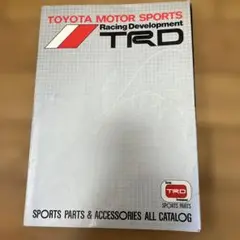 TOYOTA MOTOR SPORTS
Racing Development
TRD
TRD
SPORTS PARTS
SPORTS PARTS & ACCESSORIES ALL CATALOG